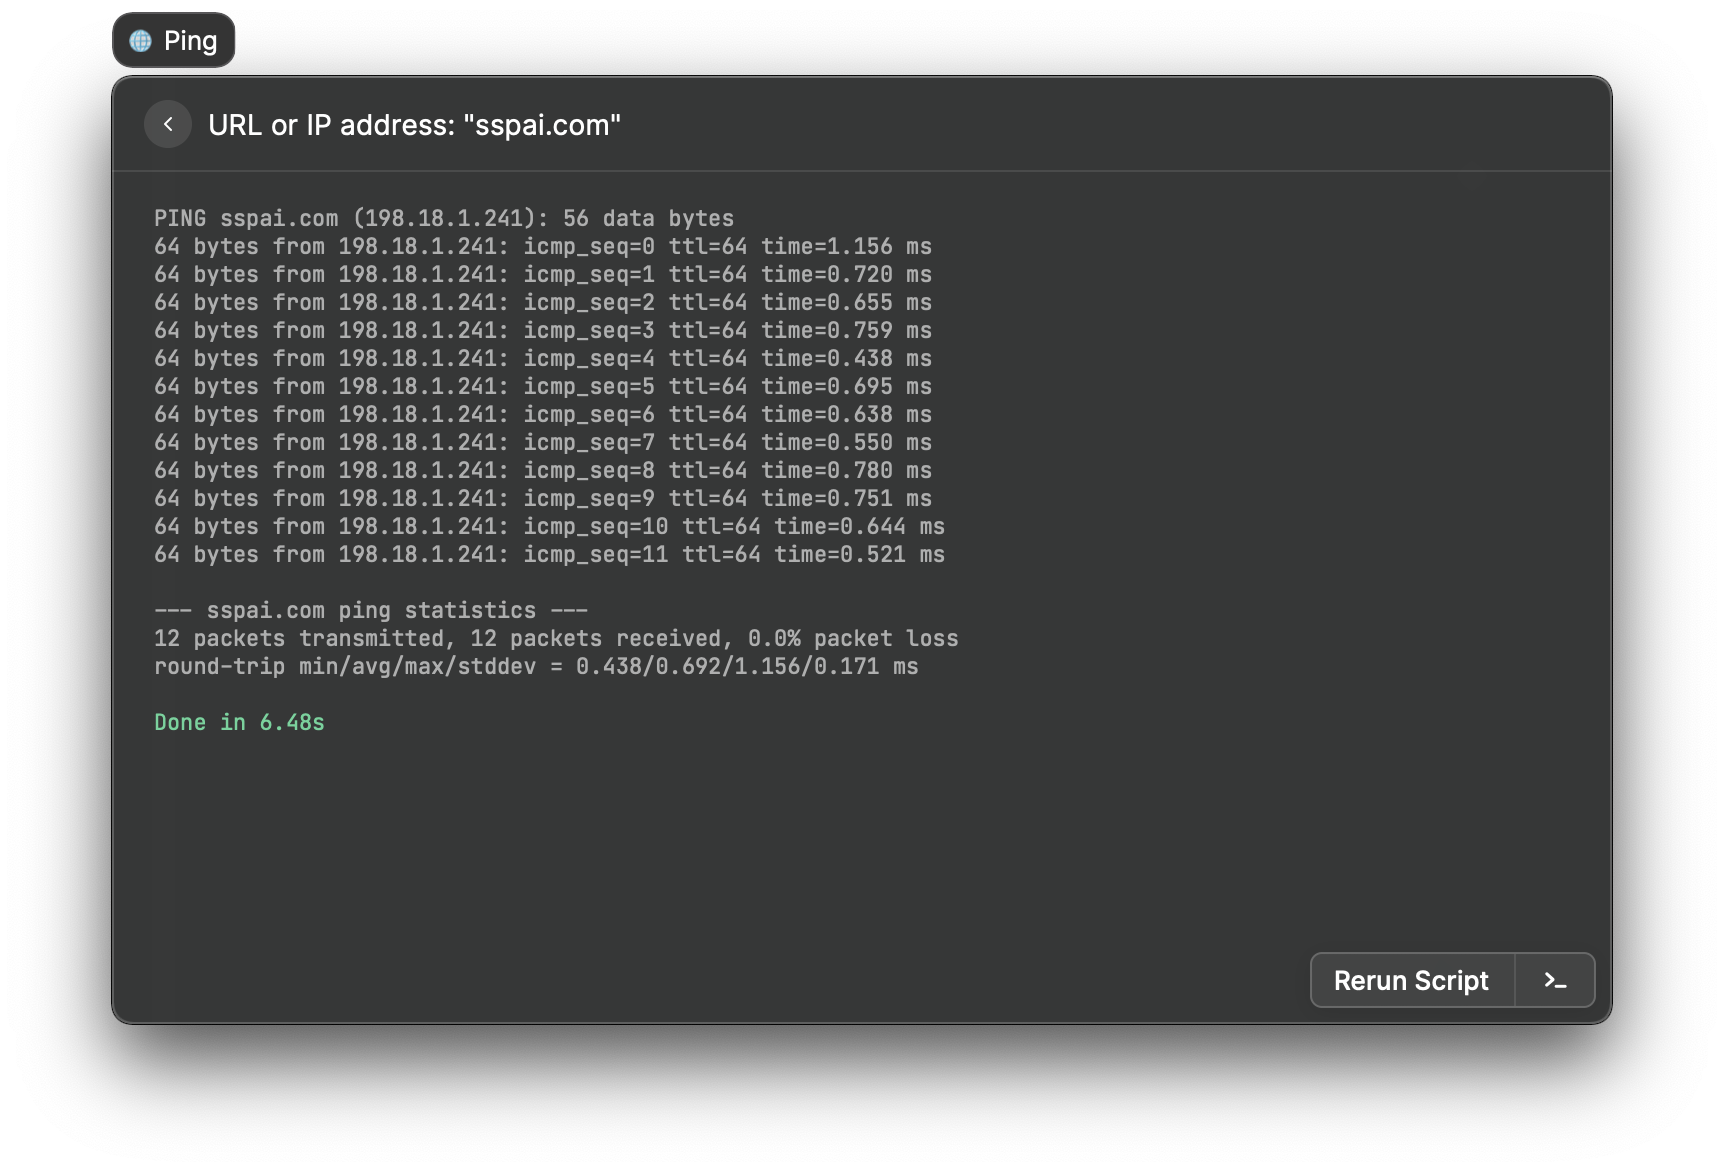 Ping
URL or IP address: "sspai.com"
PING sspai.com (198.18.1.241): 56 data bytes
64 bytes from 198.18.1.241: icmp_seq=0 ttl=64 time=1.156 ms
64 bytes from 198.18.1.241: icmp_seq=1 ttl=64 time=0.720 ms
64 bytes from 198.18.1.241: icmp_seq=2 ttl=64 time=0.655 ms
64 bytes from 198.18.1.241: icmp_seq=3 ttl=64 time=0.759 ms
64 bytes from 198.18.1.241: icmp_seq=4 ttl=64 time=0.438 ms
64 bytes from 198.18.1.241: icmp_seq=5 ttl=64 time=0.695 ms
64 bytes from 198.18.1.241: icmp_seq=6 ttl=64 time=0.638 ms
64 bytes from 198.18.1.241: icmp_seq=7 ttl=64 time=0.550 ms
64 bytes from 198.18.1.241: icmp_seq=8 ttl=64 time=0.780 ms
64 bytes from 198.18.1.241: icmp_seq=9 ttl=64 time=0.751 ms
64 bytes from 198.18.1.241: icmp_seq=10 ttl=64 time=0.644 ms
64 bytes from 198.18.1.241: icmp_seq=11 ttl=64 time=0.521 ms
--- sspai.com ping statistics ---
12 packets transmitted, 12 packets received, 0.0% packet loss
round-trip min/avg/max/stddev = 0.438/0.692/1.156/0.171 ms
Done in 6.48s
Rerun Script